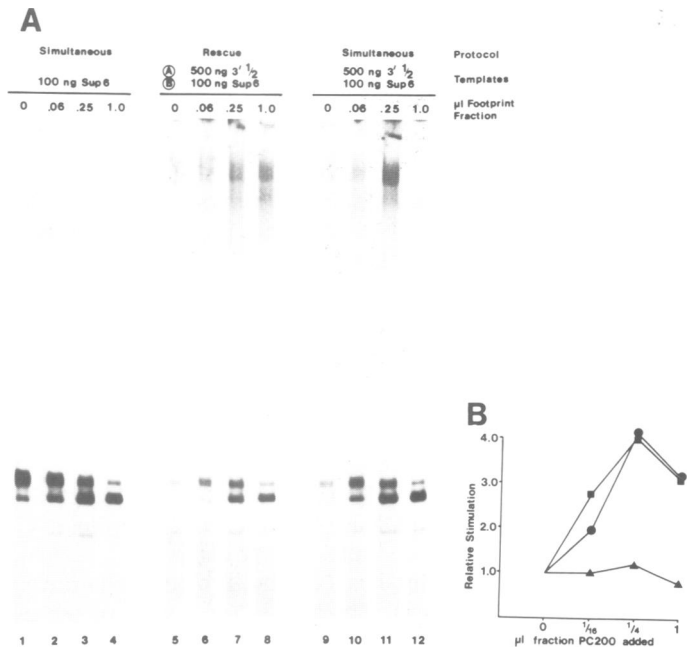 A
Simultaneous Rescue Simultaneous Protocol
100 ng Sup6 Ⓐ 500 ng 3' 1/2 Ⓑ 100 ng Sup6 500 ng 3' 1/2 100 ng Sup6 Templates
0 .06 .25 1.0 0 .06 .25 1.0 0 .06 .25 1.0 µl Footprint Fraction
1 2 3 4 5 6 7 8 9 10 11 12
B
Relative Stimulation
4.0
3.0
2.0
1.0
0 1/16 1/4 1
µl fraction PC200 added